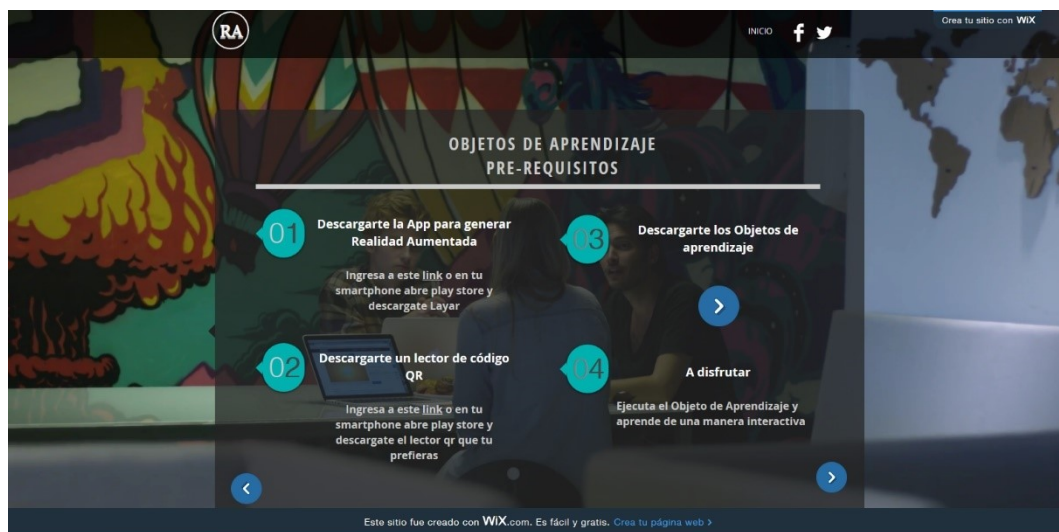 RA
INICIO
Crea tu sitio con WiX
OBJETOS DE APRENDIZAJE
PRE-REQUISITOS
01
Descargarte la App para generar
Realidad Aumentada
Ingresa a este link o en tu
smartphone abre play store y
descargate Layar
02
Descargarte un lector de código
QR
Ingresa a este link o en tu
smartphone abre play store y
descargate el lector qr que tu
prefieras
03
Descargarte los Objetos de
aprendizaje
04
A disfrutar
Ejecuta el Objeto de Aprendizaje y
aprende de una manera interactiva
Este sitio fue creado con WiX.com. Es fácil y gratis. Crea tu página web >